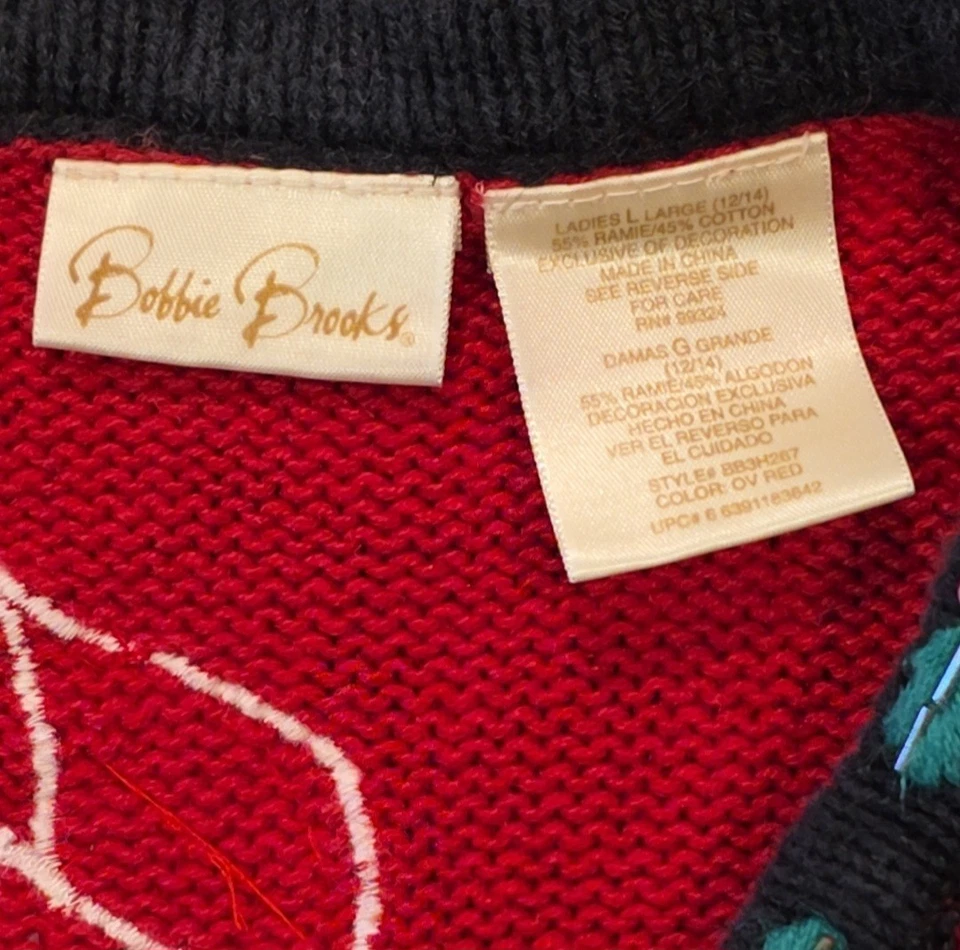 Bobbie Brooks®
LADIES L LARGE (12/14)
55% RAMIE/45% COTTON
EXCLUSIVE OF DECORATION
MADE IN CHINA
SEE REVERSE SIDE
FOR CARE
RN# 99324
DAMAS G GRANDE
(12/14)
55% RAMIE/45% ALGODON
DECORACION EXCLUSIVA
HECHO EN CHINA
VER EL REVERSO PARA
EL CUIDADO
STYLE# BB3H287
COLOR: OV RED
UPC# 6 6391183642